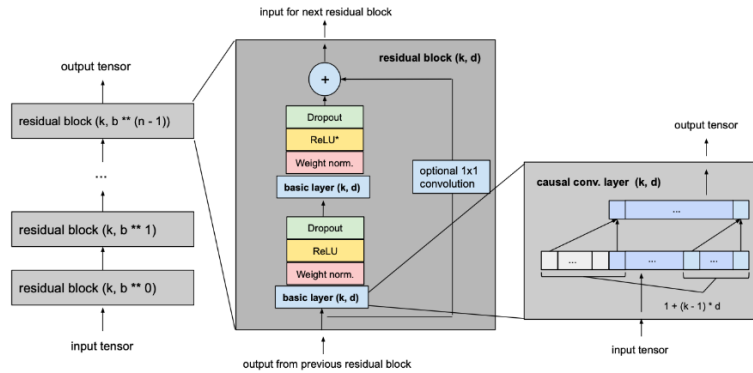 output tensor
residual block (k, b ** (n - 1))
...
residual block (k, b ** 1)
residual block (k, b ** 0)
input tensor
input for next residual block
residual block (k, d)
+
Dropout
ReLU*
Weight norm.
basic layer (k, d)
optional 1x1
convolution
Dropout
ReLU
Weight norm.
basic layer (k, d)
output from previous residual block
output tensor
causal conv. layer (k, d)
...
... ... ...
1 + (k - 1) * d
input tensor